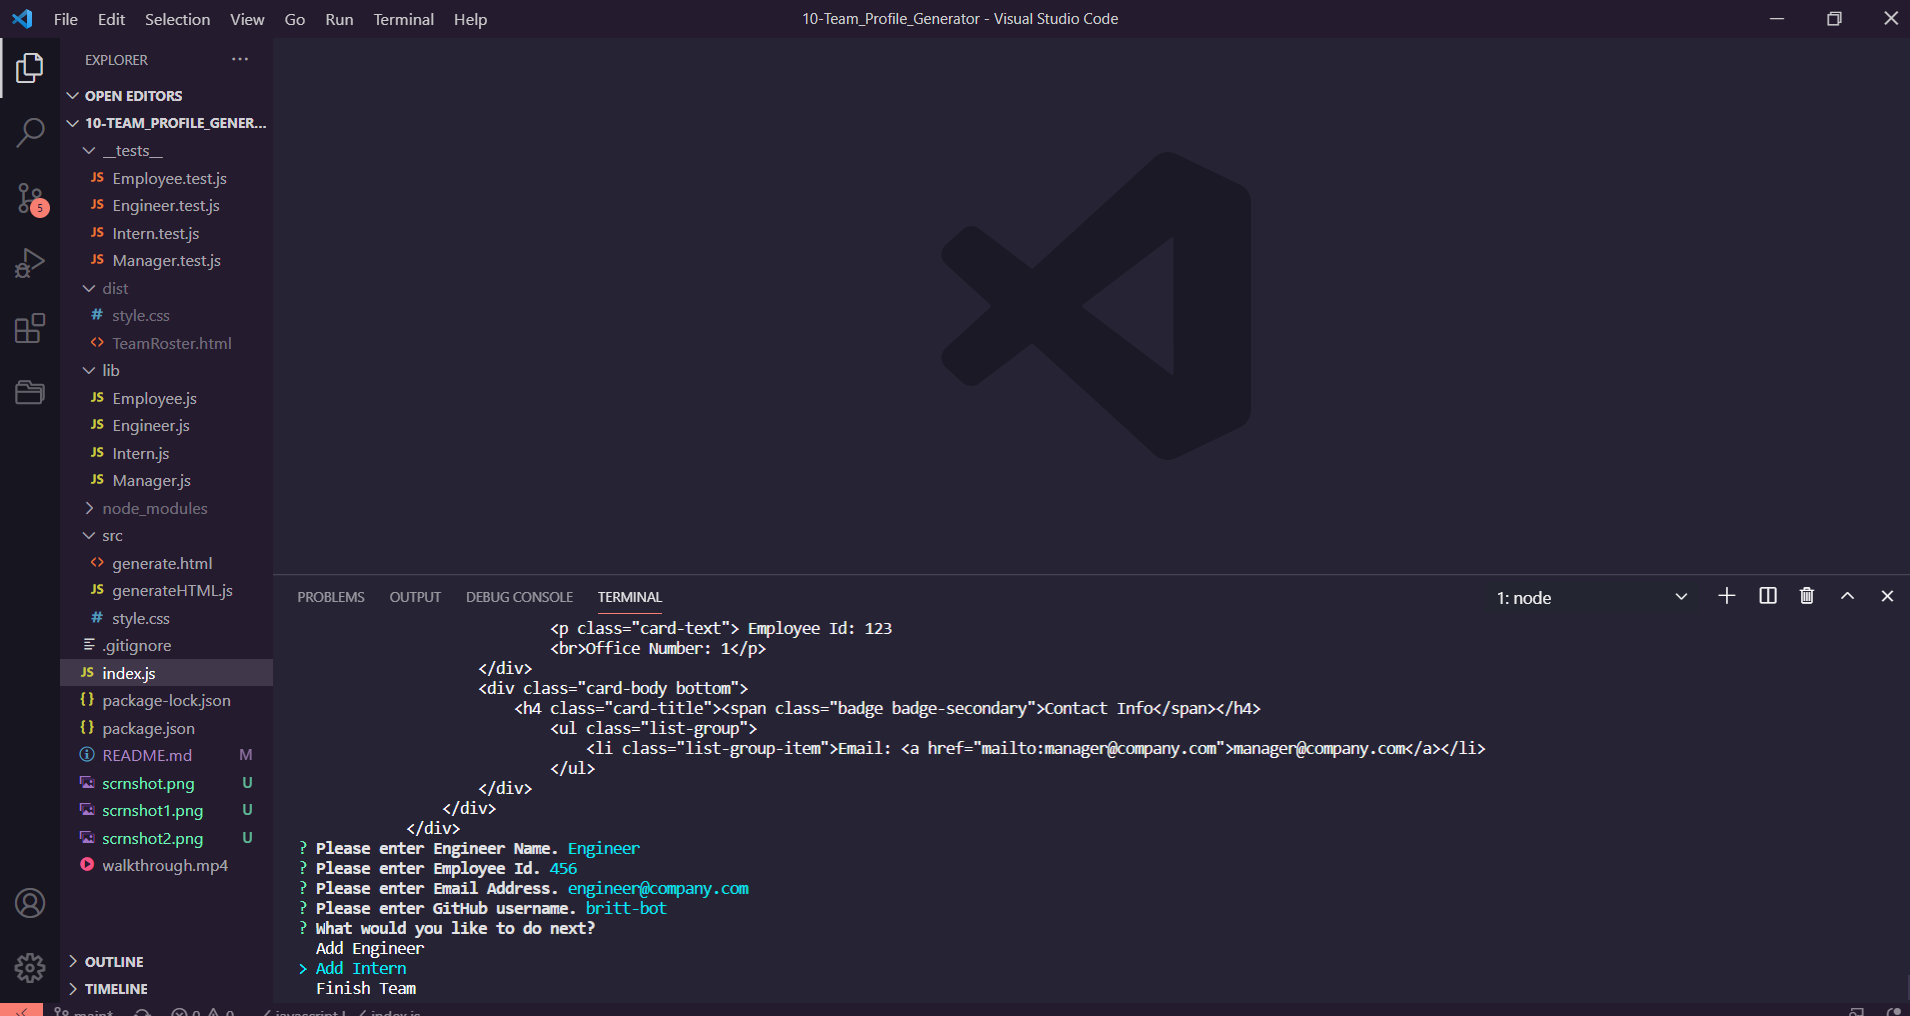 File Edit Selection View Go Run Terminal Help
10-Team_Profile_Generator - Visual Studio Code
EXPLORER
OPEN EDITORS
10-TEAM_PROFILE_GENER...
__tests__
JS Employee.test.js
JS Engineer.test.js
JS Intern.test.js
JS Manager.test.js
dist
# style.css
<> TeamRoster.html
lib
JS Employee.js
JS Engineer.js
JS Intern.js
JS Manager.js
node_modules
src
<> generate.html
JS generateHTML.js
# style.css
.gitignore
JS index.js
{} package-lock.json
{} package.json
README.md M
scrnshot.png U
scrnshot1.png U
scrnshot2.png U
walkthrough.mp4
OUTLINE
TIMELINE
5
PROBLEMS OUTPUT DEBUG CONSOLE TERMINAL
1: node
<p class="card-text"> Employee Id: 123
<br>Office Number: 1</p>
</div>
<div class="card-body bottom">
<h4 class="card-title"><span class="badge badge-secondary">Contact Info</span></h4>
<ul class="list-group">
<li class="list-group-item">Email: <a href="mailto:manager@company.com">manager@company.com</a></li>
</ul>
</div>
</div>
</div>
? Please enter Engineer Name. Engineer
? Please enter Employee Id. 456
? Please enter Email Address. engineer@company.com
? Please enter GitHub username. britt-bot
? What would you like to do next?
Add Engineer
> Add Intern
Finish Team
main* 0 0 javascript index.js